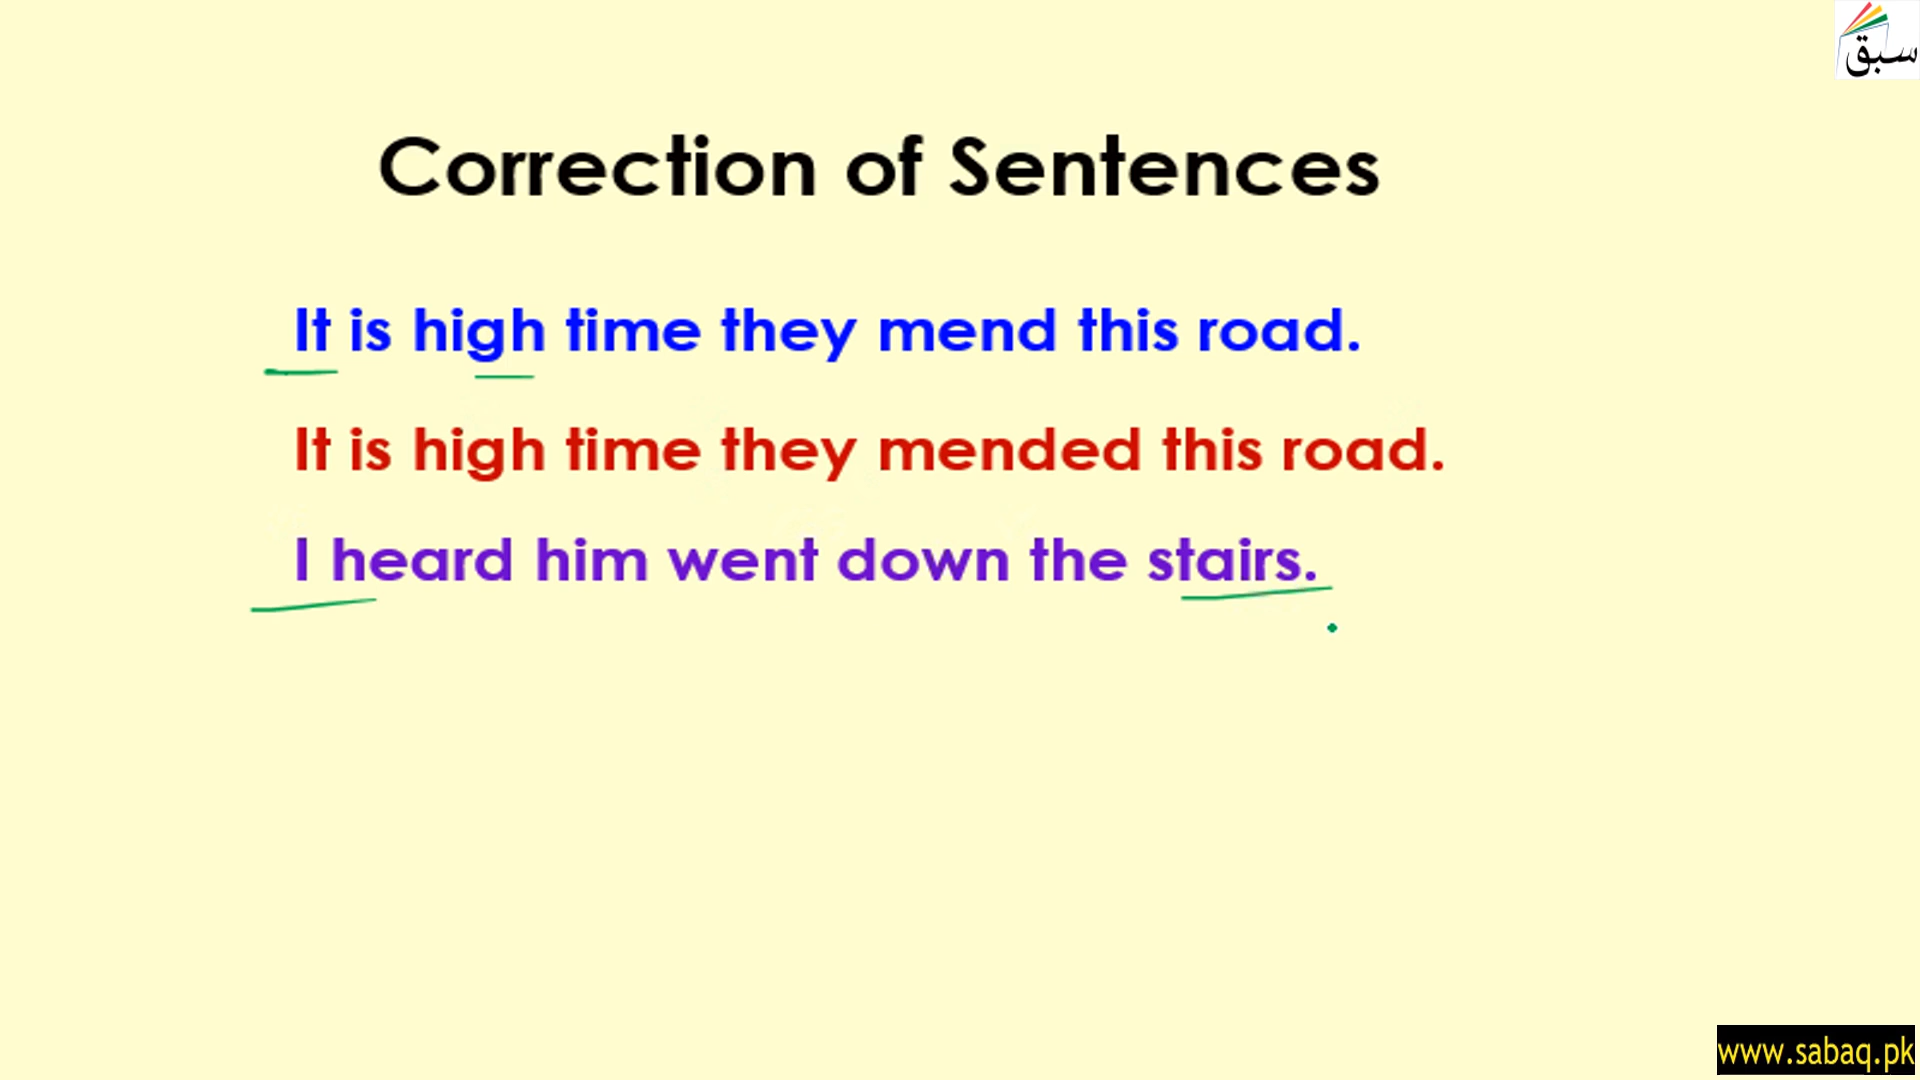 سبق
Correction of Sentences
It is high time they mend this road.
It is high time they mended this road.
I heard him went down the stairs.
www.sabaq.pk